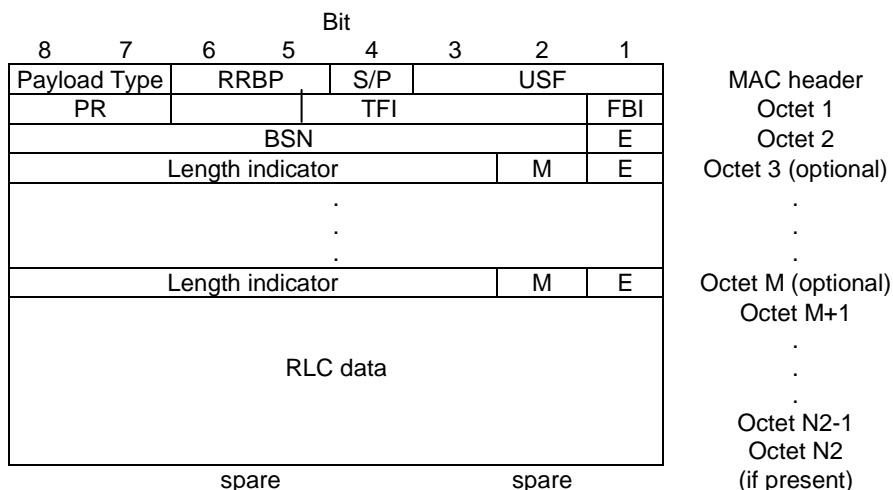 Bit
8 7 6 5 4 3 2 1
Payload Type RRBP S/P USF MAC header
PR TFI FBI Octet 1
BSN E Octet 2
Length indicator M E Octet 3 (optional)
. .
. .
. .
Length indicator M E Octet M (optional)
Octet M+1
.
RLC data .
.
Octet N2-1
Octet N2
spare spare (if present)